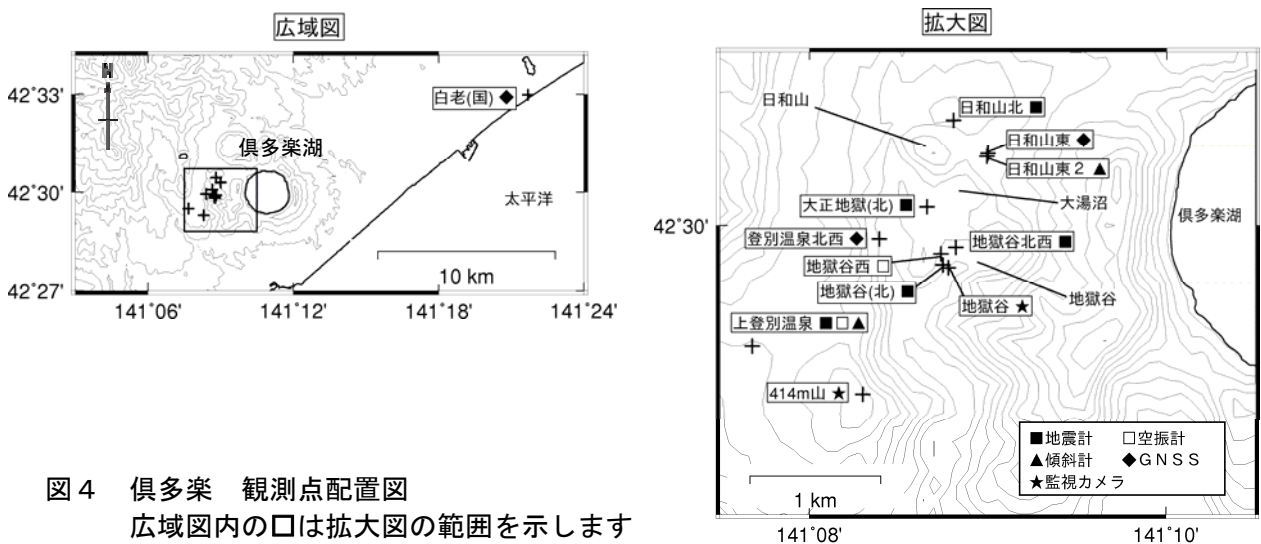 広域図
N
42°33'
42°30'
42°27'
白老(国) ◆
倶多楽湖
太平洋
10 km
141°06'
141°12'
141°18'
141°24'
拡大図
日和山
日和山北 ■
日和山東 ◆
日和山東２ ▲
大湯沼
大正地獄(北) ■
倶多楽湖
42°30'
登別温泉北西 ◆
地獄谷北西 ■
地獄谷西 □
地獄谷(北) ■
地獄谷
地獄谷 ★
上登別温泉 ■□▲
414m山 ★
■地震計 □空振計
▲傾斜計 ◆ＧＮＳＳ
★監視カメラ
1 km
141°08'
141°10'
図４ 倶多楽 観測点配置図
広域図内の□は拡大図の範囲を示します